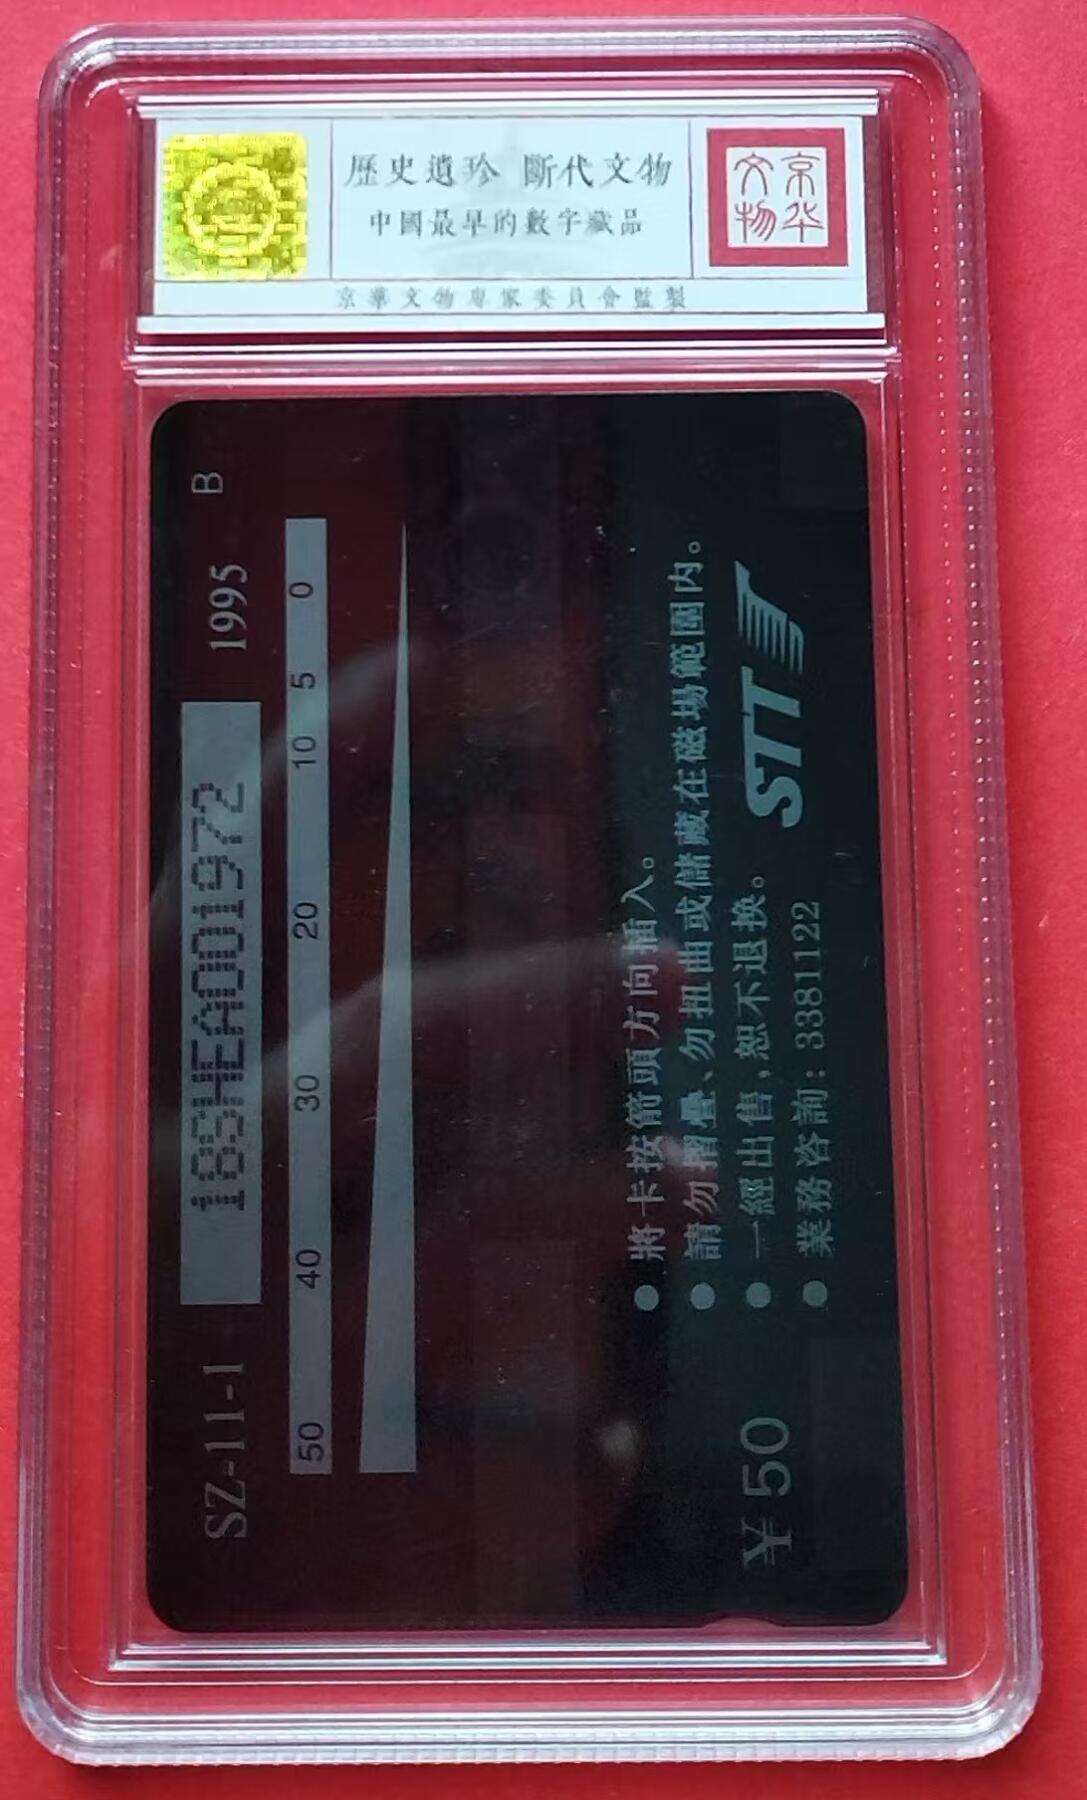 歷史遺珍 斷代文物
中國最早的數字藏品
京华文物
京華文物專家委員會監製
SZ-11-1 183HEA001972 1995 B
50 40 30 20 10 5 0
● 將卡按箭頭方向插入。
● 請勿摺疊、勿扭曲或儲藏在磁場範圍內。
● 一經出售,恕不退換。
● 業務咨詢: 3381122
¥50
STT